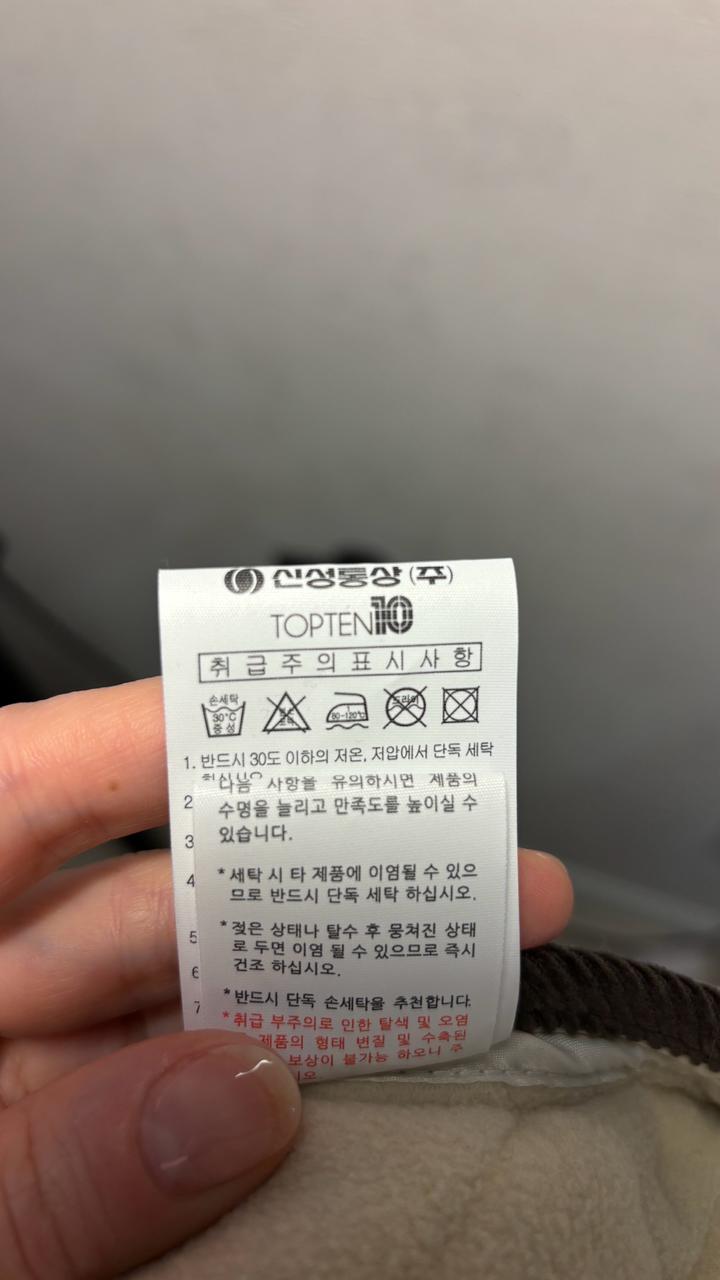 신성통상(주)
TOPTEN10
취급주의표시사항
손세탁
30°C
중성
80-120℃
드라이
1. 반드시 30도 이하의 저온, 저압에서 단독 세탁
2
3
4
5
6
7
다음 사항을 유의하시면 제품의
수명을 늘리고 만족도를 높이실 수
있습니다.
*세탁 시 타 제품에 이염될 수 있으
므로 반드시 단독 세탁 하십시오.
*젖은 상태나 탈수 후 뭉쳐진 상태
로 두면 이염 될 수 있으므로 즉시
건조 하십시오.
*반드시 단독 손세탁을 추천합니다.
*취급 부주의로 인한 탈색 및 오염
제품의 형태 변질 및 수축된
보상이 불가능 하오니 주
시오.